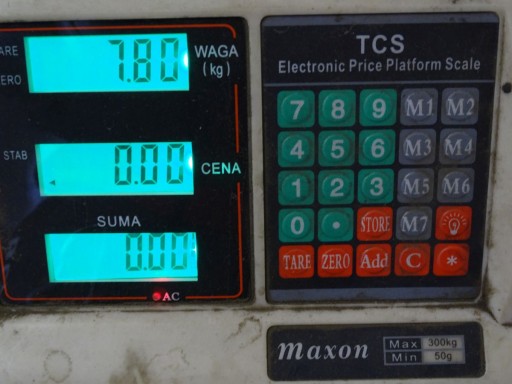 ARE
ERO
7.80
WAGA
(kg)
STAB
0.00
CENA
SUMA
0.00
AC
TCS
Electronic Price Platform Scale
7 8 9 M1 M2
4 5 6 M3 M4
1 2 3 M5 M6
0 . STORE M7
TARE ZERO Add C *
maxon
Max 300kg
Min 50g